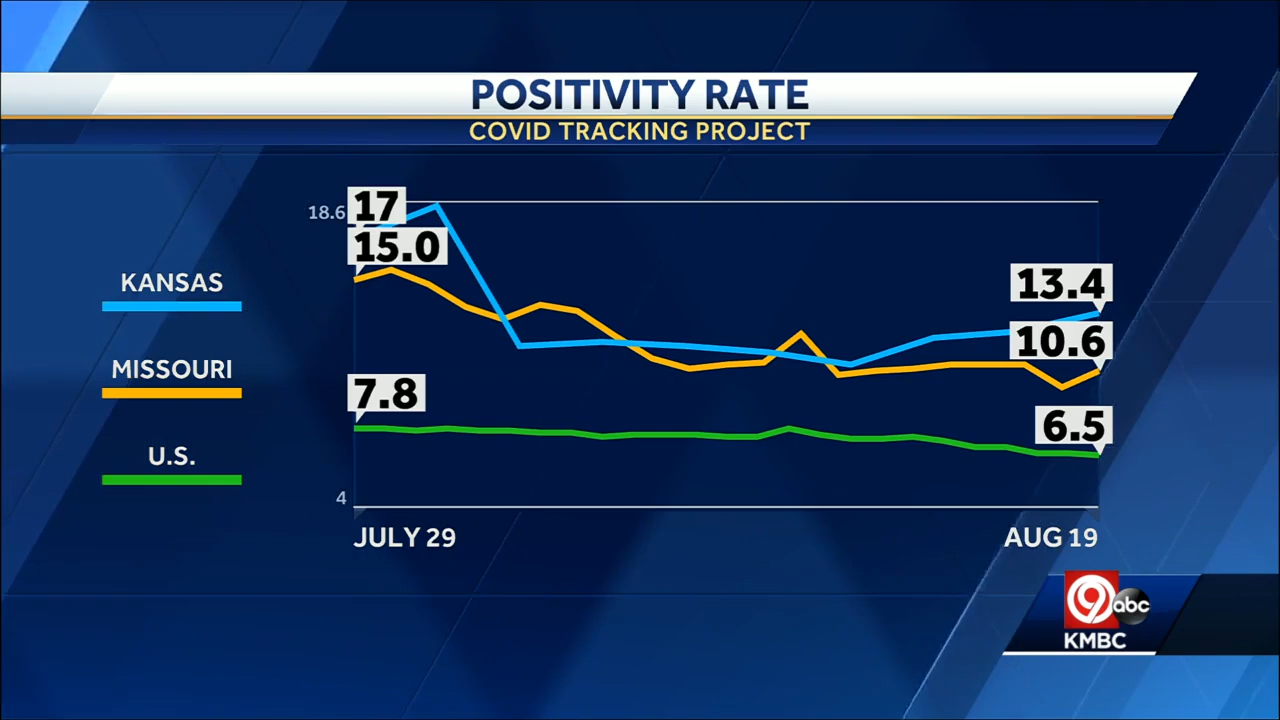 POSITIVITY RATE
COVID TRACKING PROJECT
18.6
17
15.0
KANSAS
13.4
MISSOURI
10.6
7.8
6.5
U.S.
4
JULY 29
AUG 19
9
abc
KMBC